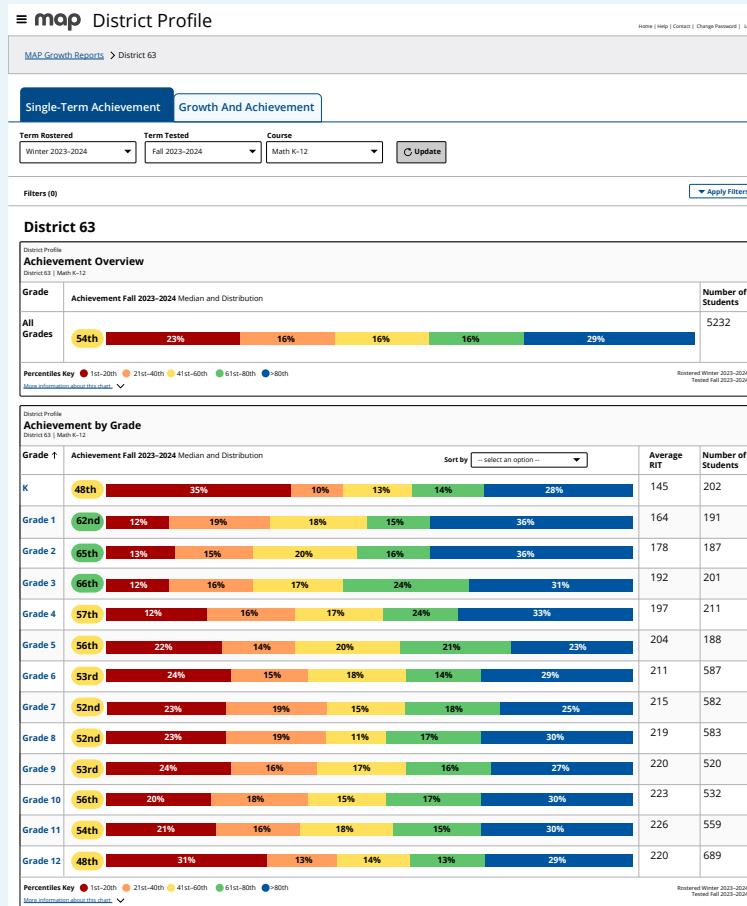 ≡ map District Profile
Home | Help | Contact | Change Password |
MAP Growth Reports > District 63
Single-Term Achievement Growth And Achievement
Term Rostered Term Tested Course
Winter 2023–2024 Fall 2023–2024 Math K–12 Update
Filters (0) Apply Filters
District 63
District Profile
Achievement Overview
District 63 | Math K–12
Grade Achievement Fall 2023–2024 Median and Distribution Number of Students
All Grades 54th 23% 16% 16% 16% 29% 5232
Percentiles Key 1st–20th 21st–40th 41st–60th 61st–80th >80th Rostered Winter 2023–2024
More information about this chart. Tested Fall 2023–2024
District Profile
Achievement by Grade
District 63 | Math K–12
Grade ↑ Achievement Fall 2023–2024 Median and Distribution Sort by -- select an option -- Average RIT Number of Students
K 48th 35% 10% 13% 14% 28% 145 202
Grade 1 62nd 12% 19% 18% 15% 36% 164 191
Grade 2 65th 13% 15% 20% 16% 36% 178 187
Grade 3 66th 12% 16% 17% 24% 31% 192 201
Grade 4 57th 12% 16% 17% 24% 33% 197 211
Grade 5 56th 22% 14% 20% 21% 23% 204 188
Grade 6 53rd 24% 15% 18% 14% 29% 211 587
Grade 7 52nd 23% 19% 15% 18% 25% 215 582
Grade 8 52nd 23% 19% 11% 17% 30% 219 583
Grade 9 53rd 24% 16% 17% 16% 27% 220 520
Grade 10 56th 20% 18% 15% 17% 30% 223 532
Grade 11 54th 21% 16% 18% 15% 30% 226 559
Grade 12 48th 31% 13% 14% 13% 29% 220 689
Percentiles Key 1st–20th 21st–40th 41st–60th 61st–80th >80th Rostered Winter 2023–2024
More information about this chart. Tested Fall 2023–2024